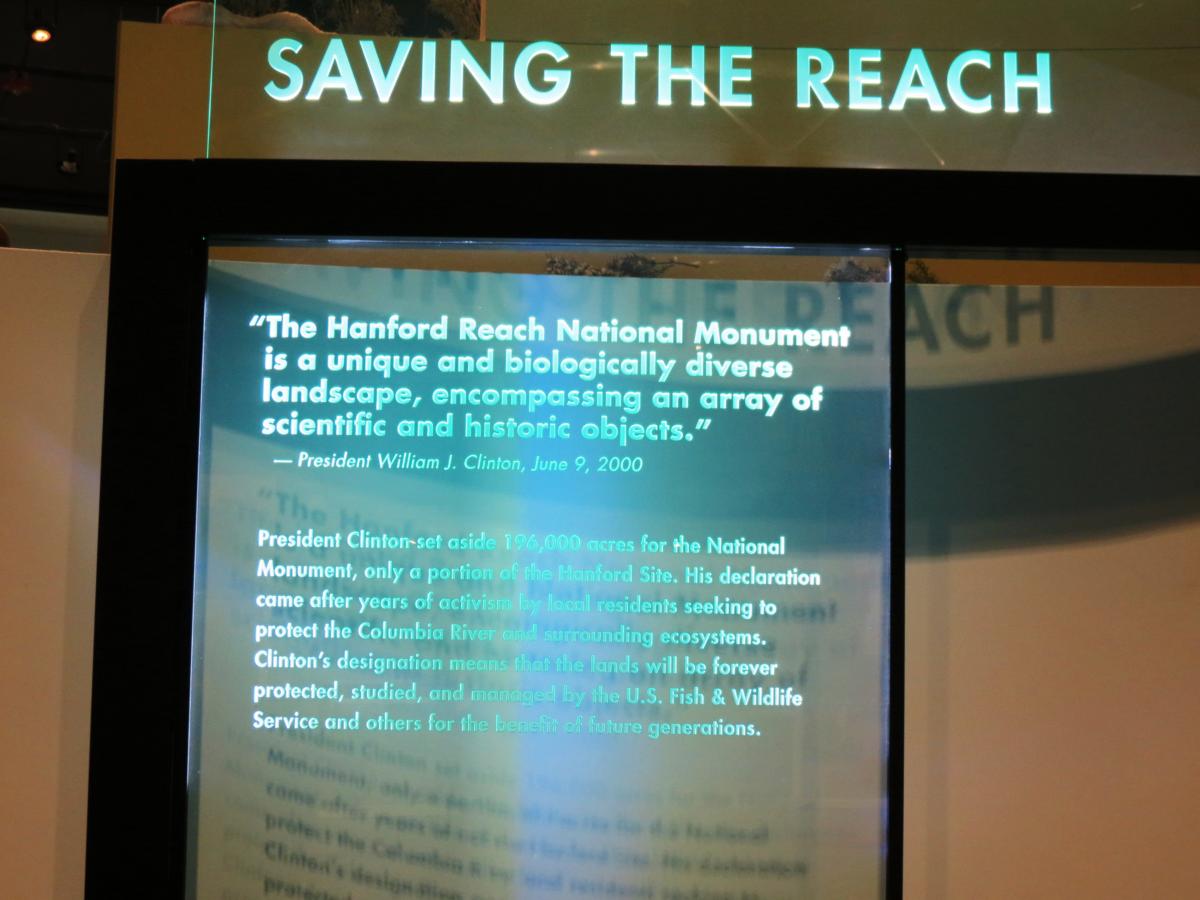 SAVING THE REACH
“The Hanford Reach National Monument
is a unique and biologically diverse
landscape, encompassing an array of
scientific and historic objects.”
— President William J. Clinton, June 9, 2000
President Clinton set aside 196,000 acres for the National
Monument, only a portion of the Hanford Site. His declaration
came after years of activism by local residents seeking to
protect the Columbia River and surrounding ecosystems.
Clinton’s designation means that the lands will be forever
protected, studied, and managed by the U.S. Fish & Wildlife
Service and others for the benefit of future generations.